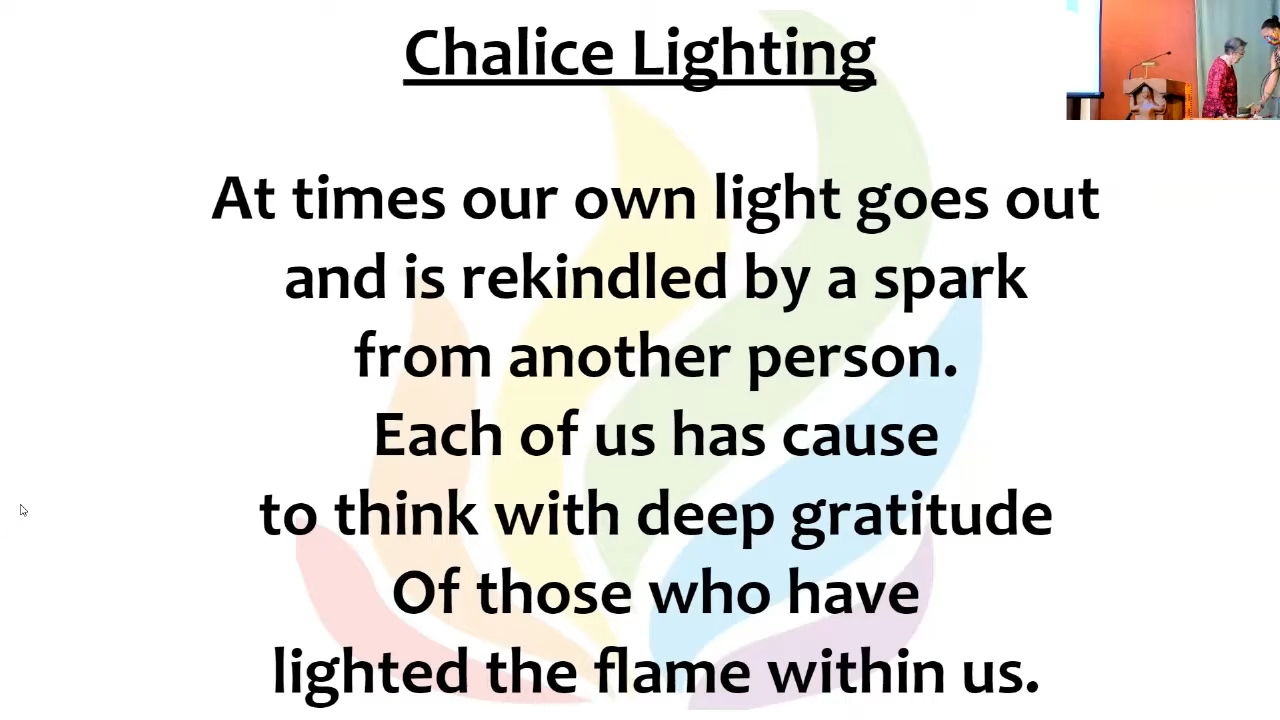 Chalice Lighting
At times our own light goes out
and is rekindled by a spark
from another person.
Each of us has cause
to think with deep gratitude
Of those who have
lighted the flame within us.